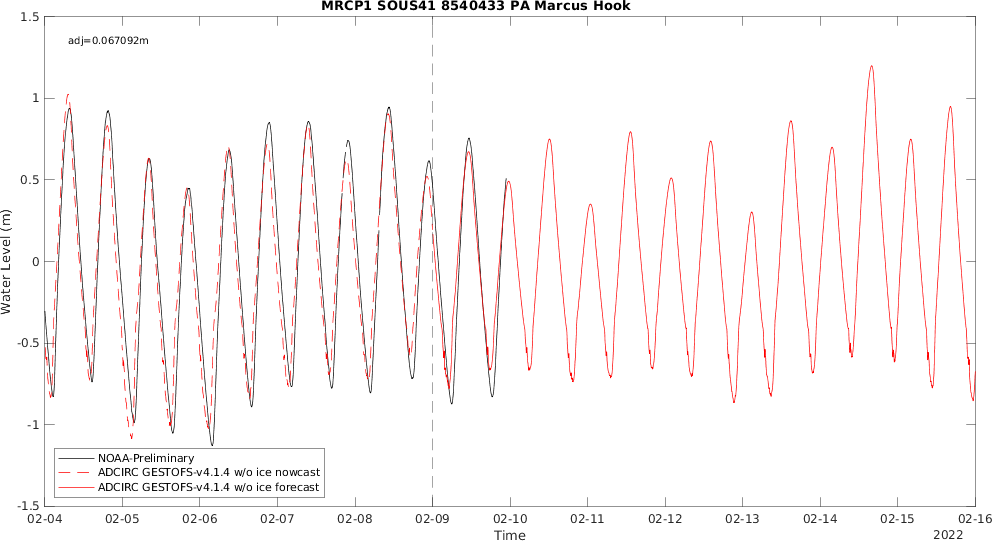 MRCP1 SOUS41 8540433 PA Marcus Hook
adj=0.067092m
1.5
1
0.5
0
-0.5
-1
-1.5
Water Level (m)
NOAA-Preliminary
ADCIRC GESTOFS-v4.1.4 w/o ice nowcast
ADCIRC GESTOFS-v4.1.4 w/o ice forecast
02-04 02-05 02-06 02-07 02-08 02-09 02-10 02-11 02-12 02-13 02-14 02-15 02-16
Time
2022